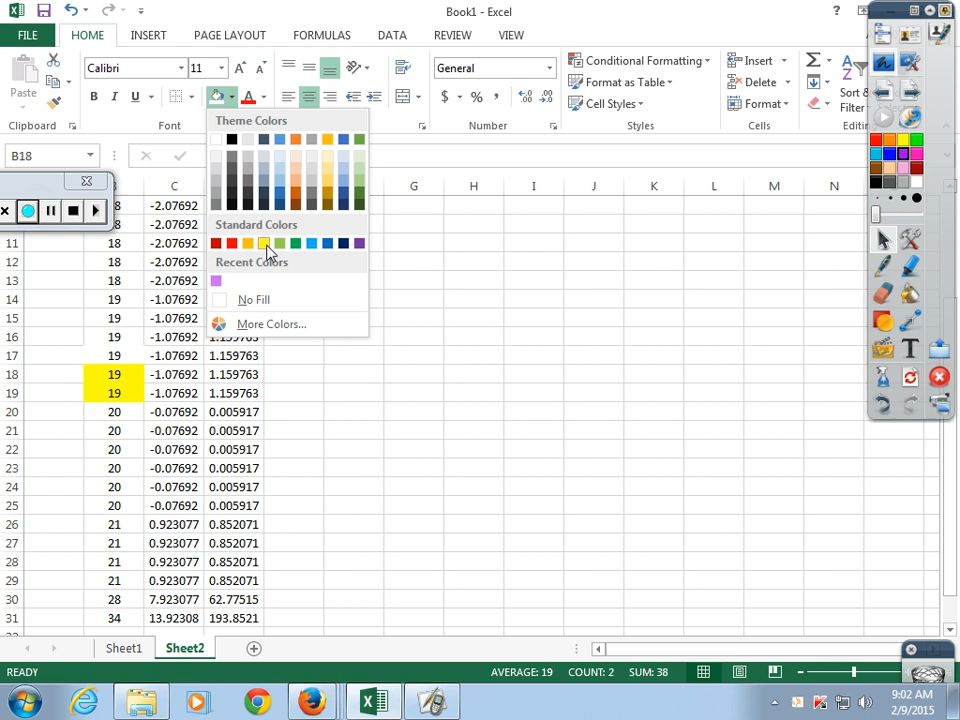 Book1 - Excel
?
FILE
HOME
INSERT
PAGE LAYOUT
FORMULAS
DATA
REVIEW
VIEW
Paste
Calibri
11
B I U
General
$ % ,
Conditional Formatting
Format as Table
Cell Styles
Insert
Delete
Format
Sort &
Filter
Clipboard
Font
Number
Styles
Cells
B18
Theme Colors
Standard Colors
Recent Colors
No Fill
More Colors...
C G H I J K L M N
8 -2.07692
8 -2.07692
11 18 -2.07692
12 18 -2.07692
13 18 -2.07692
14 19 -1.07692
15 19 -1.07692
16 19 -1.07692 1.159763
17 19 -1.07692 1.159763
18 19 -1.07692 1.159763
19 19 -1.07692 1.159763
20 20 -0.07692 0.005917
21 20 -0.07692 0.005917
22 20 -0.07692 0.005917
23 20 -0.07692 0.005917
24 20 -0.07692 0.005917
25 20 -0.07692 0.005917
26 21 0.923077 0.852071
27 21 0.923077 0.852071
28 21 0.923077 0.852071
29 21 0.923077 0.852071
30 28 7.923077 62.77515
31 34 13.92308 193.8521
Sheet1
Sheet2
READY
AVERAGE: 19 COUNT: 2 SUM: 38
9:02 AM
2/9/2015